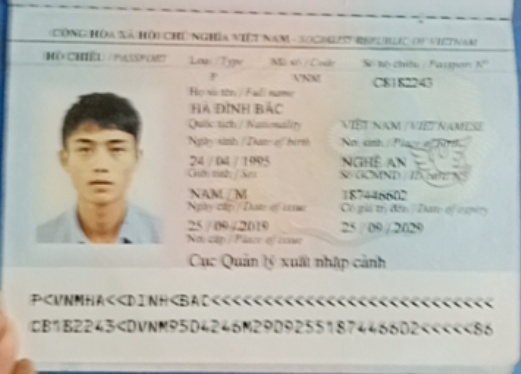 CỘNG HÒA XÃ HỘI CHỦ NGHĨA VIỆT NAM - SOCIALIST REPUBLIC OF VIETNAM
HỘ CHIẾU / PASSPORT Loại / Type Mã số / Code Số hộ chiếu / Passport Nº
P VNM C8182243
Họ và tên / Full name
HÀ ĐÌNH BẮC
Quốc tịch / Nationality VIỆT NAM / VIETNAMESE
Ngày sinh / Date of birth Nơi sinh / Place of birth
24 / 04 / 1995 NGHỆ AN
Giới tính / Sex Số GCMND / ID card Nº
NAM / M 187446602
Ngày cấp / Date of issue Có giá trị đến / Date of expiry
25 / 09 / 2019 25 / 09 / 2029
Nơi cấp / Place of issue
Cục Quản lý xuất nhập cảnh
P<VNMHA<<DINH<BAC<<<<<<<<<<<<<<<<<<<<<<<<<<<
C8182243<0VNM9504246M2909255187446602<<<<<86